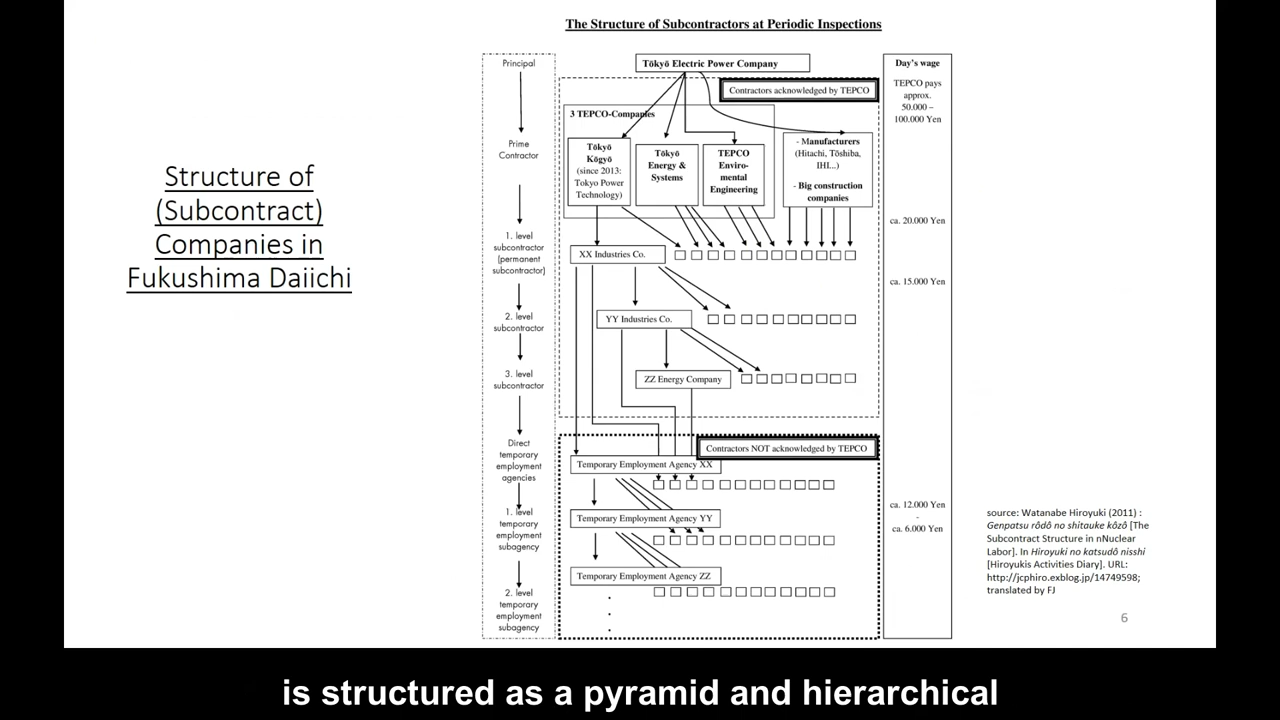 The Structure of Subcontractors at Periodic Inspections
Structure of
(Subcontract)
Companies in
Fukushima Daiichi
Principal
Prime
Contractor
1. level
subcontractor
(permanent
subcontractor)
2. level
subcontractor
3. level
subcontractor
Direct
temporary
employment
agencies
1. level
temporary
employment
subagency
2. level
temporary
employment
subagency
Tōkyō Electric Power Company
Contractors acknowledged by TEPCO
3 TEPCO-Companies
Tōkyō
Kōgyō
(since 2013:
Tokyo Power
Technology)
Tōkyō
Energy &
Systems
TEPCO
Enviro-
mental
Engineering
- Manufacturers
(Hitachi, Tōshiba,
IHI...)
- Big construction
companies
XX Industries Co.
YY Industries Co.
ZZ Energy Company
Contractors NOT acknowledged by TEPCO
Temporary Employment Agency XX
Temporary Employment Agency YY
Temporary Employment Agency ZZ
Day's wage
TEPCO pays
approx.
50.000 –
100.000 Yen
ca. 20.000 Yen
ca. 15.000 Yen
ca. 12.000 Yen
-
ca. 6.000 Yen
source: Watanabe Hiroyuki (2011) :
Genpatsu rôdô no shitauke kôzô [The
Subcontract Structure in nNuclear
Labor]. In Hiroyuki no katsudô nisshi
[Hiroyukis Activities Diary]. URL:
http://jcphiro.exblog.jp/14749598;
translated by FJ
6
is structured as a pyramid and hierarchical